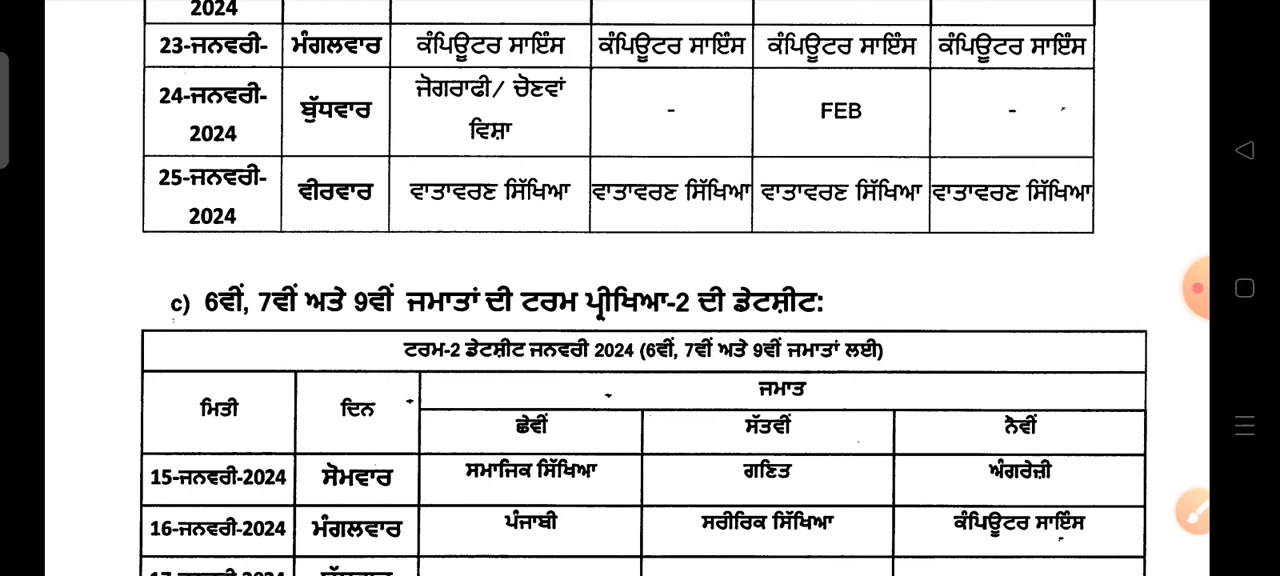 2024
23-ਜਨਵਰੀ- ਮੰਗਲਵਾਰ ਕੰਪਿਊਟਰ ਸਾਇੰਸ ਕੰਪਿਊਟਰ ਸਾਇੰਸ ਕੰਪਿਊਟਰ ਸਾਇੰਸ ਕੰਪਿਊਟਰ ਸਾਇੰਸ
24-ਜਨਵਰੀ-
2024
ਬੁੱਧਵਾਰ
ਜੋਗਰਾਫੀ/ ਚੋਣਵਾਂ
ਵਿਸ਼ਾ
- FEB -
25-ਜਨਵਰੀ-
2024
ਵੀਰਵਾਰ ਵਾਤਾਵਰਣ ਸਿੱਖਿਆ ਵਾਤਾਵਰਣ ਸਿੱਖਿਆ ਵਾਤਾਵਰਣ ਸਿੱਖਿਆ ਵਾਤਾਵਰਣ ਸਿੱਖਿਆ
c) 6ਵੀਂ, 7ਵੀਂ ਅਤੇ 9ਵੀਂ ਜਮਾਤਾਂ ਦੀ ਟਰਮ ਪ੍ਰੀਖਿਆ-2 ਦੀ ਡੇਟਸ਼ੀਟ:
ਟਰਮ-2 ਡੇਟਸ਼ੀਟ ਜਨਵਰੀ 2024 (6ਵੀਂ, 7ਵੀਂ ਅਤੇ 9ਵੀਂ ਜਮਾਤਾਂ ਲਈ)
ਮਿਤੀ ਦਿਨ ਜਮਾਤ
ਛੇਵੀਂ ਸੱਤਵੀਂ ਨੋਵੀਂ
15-ਜਨਵਰੀ-2024 ਸੋਮਵਾਰ ਸਮਾਜਿਕ ਸਿੱਖਿਆ ਗਣਿਤ ਅੰਗਰੇਜ਼ੀ
16-ਜਨਵਰੀ-2024 ਮੰਗਲਵਾਰ ਪੰਜਾਬੀ ਸਰੀਰਿਕ ਸਿੱਖਿਆ ਕੰਪਿਊਟਰ ਸਾਇੰਸ